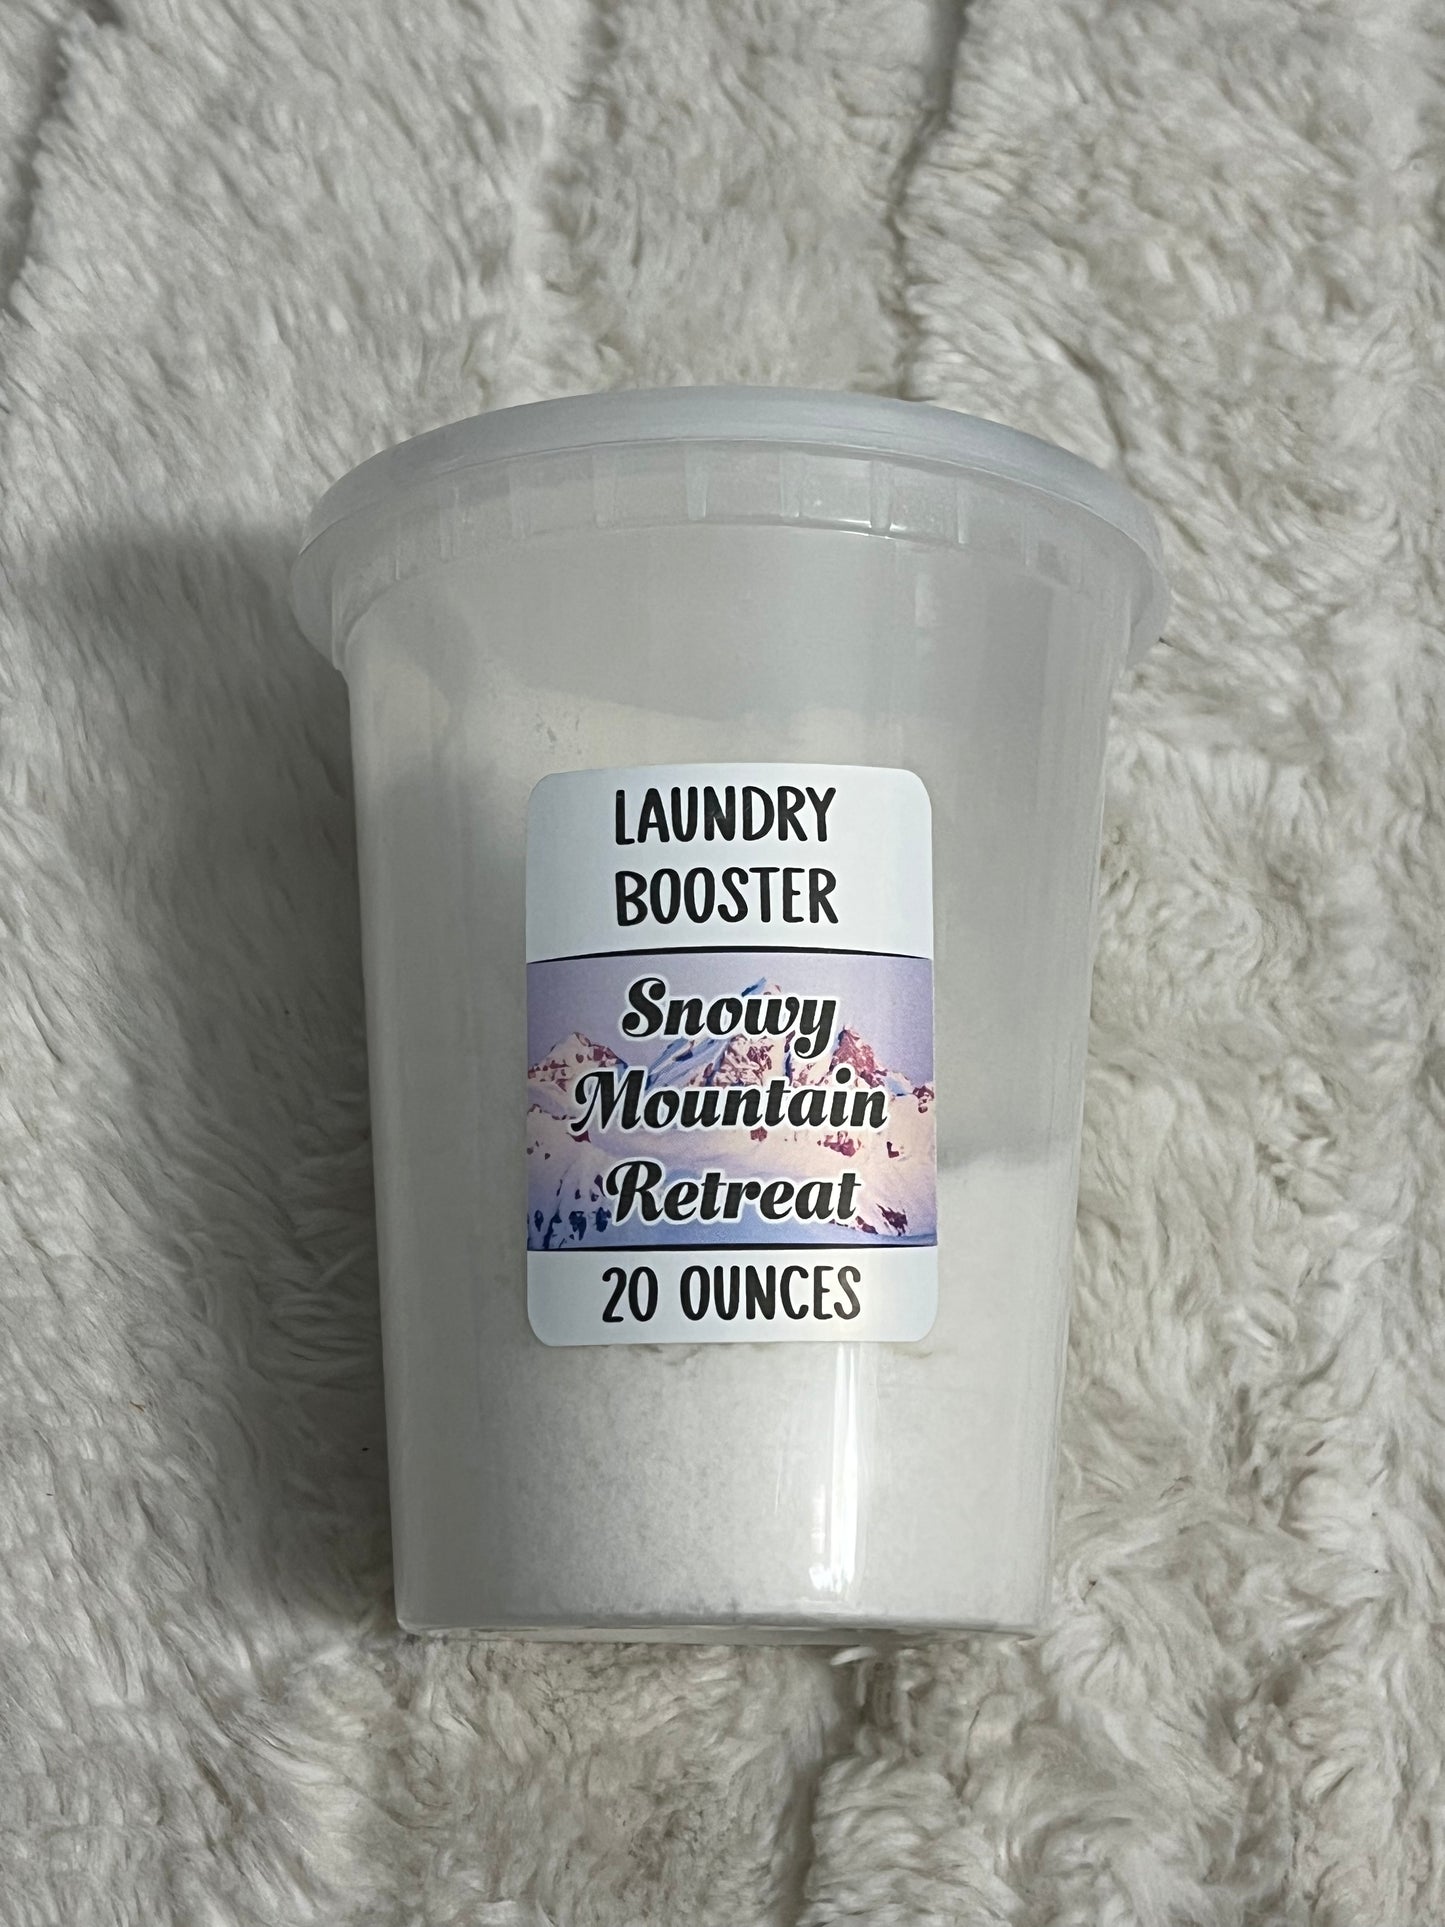 LAUNDRY
BOOSTER
Snowy
Mountain
Retreat
20 OUNCES